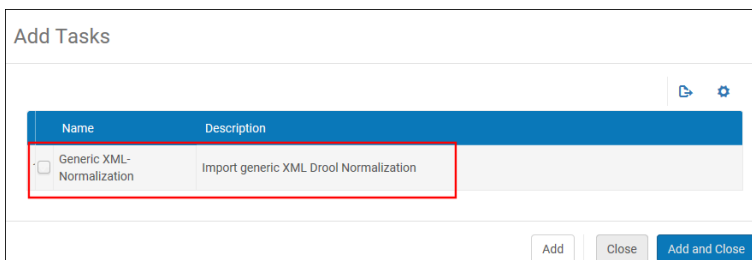 Add Tasks
Name Description
Generic XML-
Normalization
Import generic XML Drool Normalization
Add Close Add and Close